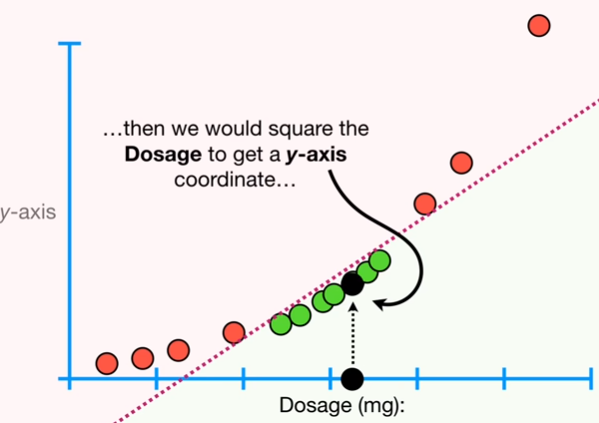 …then we would square the
Dosage to get a y-axis
coordinate…
y-axis
Dosage (mg):